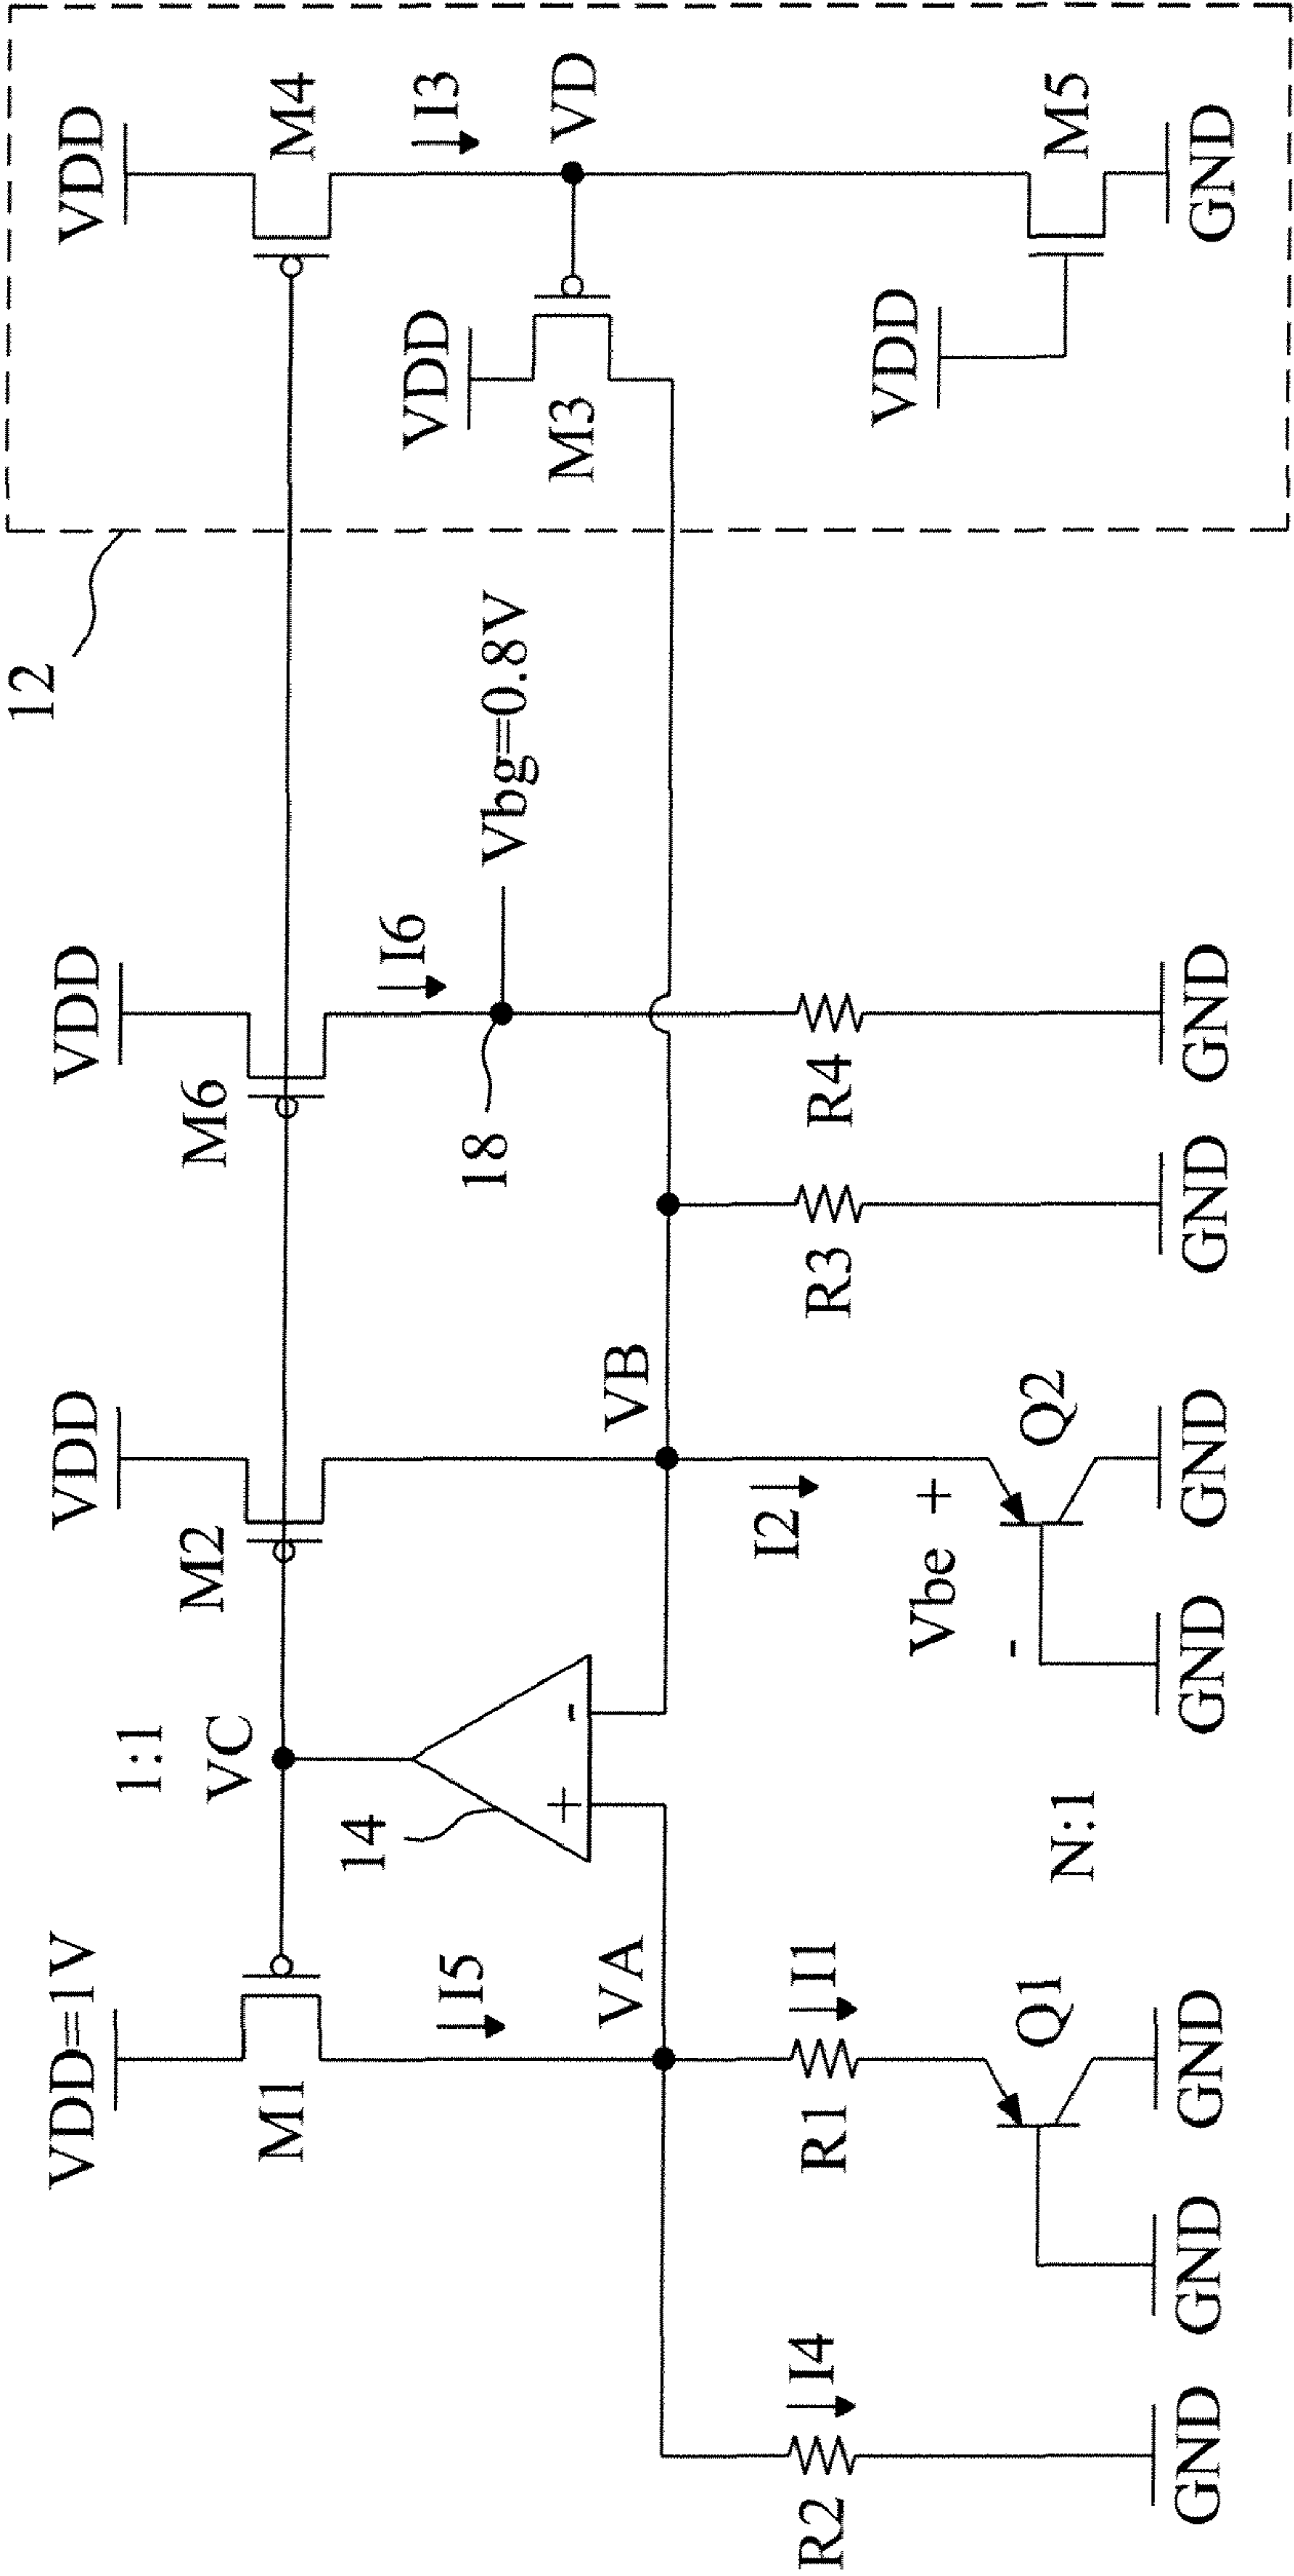 VDD=1V
1:1
VDD
VDD
12
VDD
M1
VC
M2
M6
M4
I5
14
I6
VDD
I3
+
-
18
Vbg=0.8V
M3
VD
VA
VB
R2
I4
R1
I1
I2
R3
R4
VDD
Vbe
+
-
Q1
N:1
Q2
M5
GND
GND
GND
GND
GND
GND
GND
GND